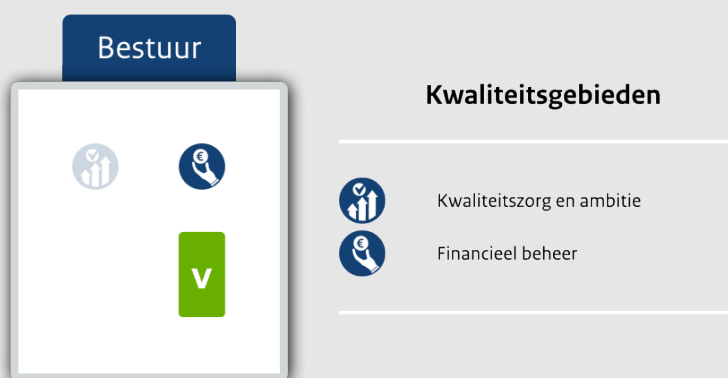 Bestuur
Kwaliteitsgebieden
€ €
V
€
Kwaliteitszorg en ambitie
Financieel beheer